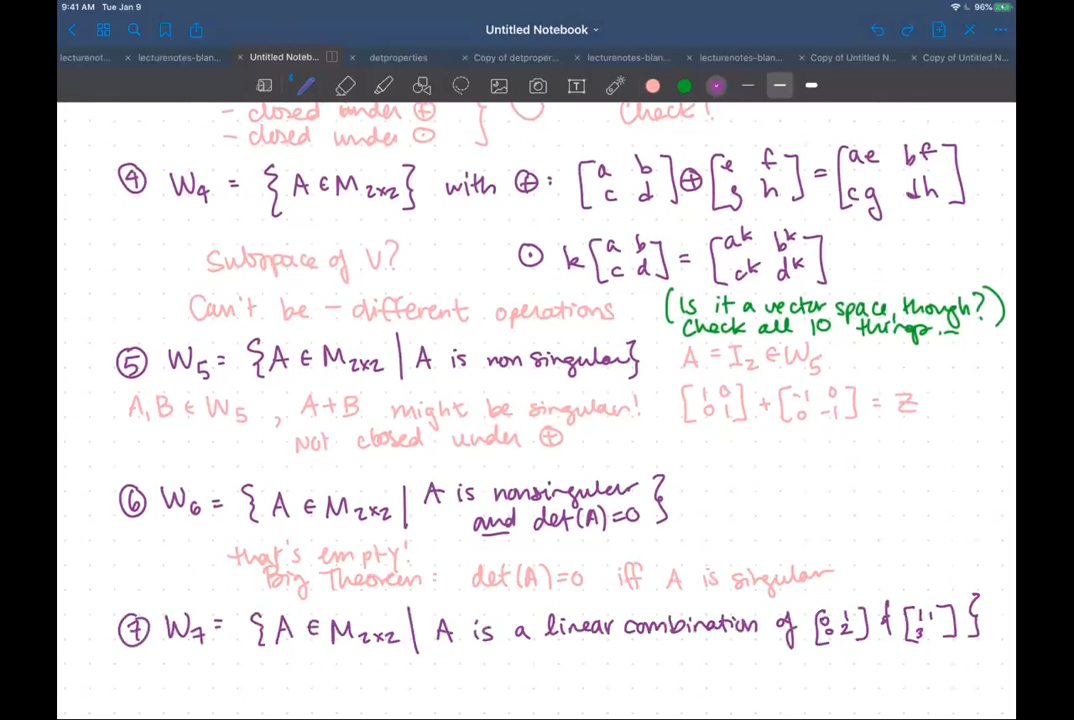 9:41 AM Tue Jan 9
96%
Untitled Notebook
lecturenot...
lecturenotes-blan...
Untitled Noteb...
detproperties
Copy of detproper...
lecturenotes-blan...
lecturenotes-blan...
Copy of Untitled N...
Copy of Untitled N...
- closed under ⊕
- closed under ⊙
} Check!
④ W₄ = { A ∈ M₂ₓ₂ } with ⊕: [a b; c d] ⊕ [e f; g h] = [ae bf; cg dh]
⊙ k [a b; c d] = [aᵏ bᵏ; cᵏ dᵏ]
Subspace of V?
Can't be - different operations
(Is it a vector space, though?)
Check all 10 things.
⑤ W₅ = { A ∈ M₂ₓ₂ | A is non singular }
A = I₂ ∈ W₅
A, B ∈ W₅ , A+B might be singular!
[1 0; 0 1] + [-1 0; 0 -1] = Z
Not closed under ⊕
⑥ W₆ = { A ∈ M₂ₓ₂ | A is nonsingular
and det(A)=0 }
that's empty!
Big Theorem: det(A)=0 iff A is singular
⑦ W₇ = { A ∈ M₂ₓ₂ | A is a linear combination of [0 1; 0 2] & [1 1; 3 ] }